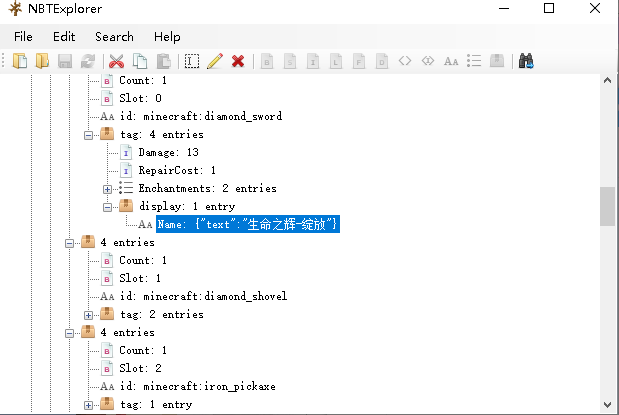 NBTExplorer
File Edit Search Help
Count: 1
Slot: 0
id: minecraft:diamond_sword
tag: 4 entries
Damage: 13
RepairCost: 1
Enchantments: 2 entries
display: 1 entry
Name: {"text":"生命之辉-绽放"}
4 entries
Count: 1
Slot: 1
id: minecraft:diamond_shovel
tag: 2 entries
4 entries
Count: 1
Slot: 2
id: minecraft:iron_pickaxe
tag: 1 entry